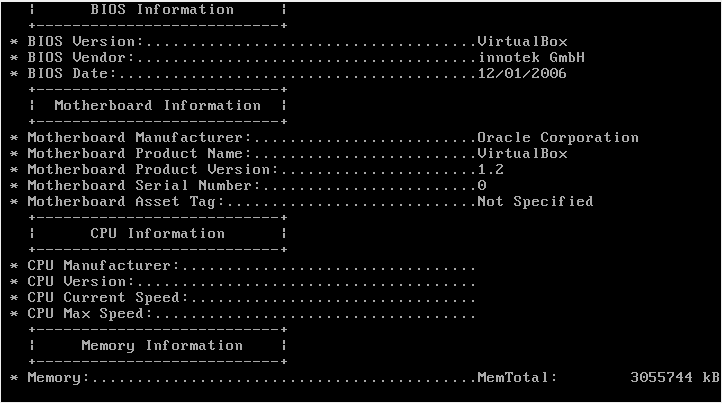 ¦ BIOS Information ¦
+---------------------------+
* BIOS Version:.....................................VirtualBox
* BIOS Vendor:......................................innotek GmbH
* BIOS Date:........................................12/01/2006
+---------------------------+
¦ Motherboard Information ¦
+---------------------------+
* Motherboard Manufacturer:.........................Oracle Corporation
* Motherboard Product Name:.........................VirtualBox
* Motherboard Product Version:......................1.2
* Motherboard Serial Number:........................0
* Motherboard Asset Tag:............................Not Specified
+---------------------------+
¦ CPU Information ¦
+---------------------------+
* CPU Manufacturer:.................................
* CPU Version:......................................
* CPU Current Speed:................................
* CPU Max Speed:....................................
+---------------------------+
¦ Memory Information ¦
+---------------------------+
* Memory:...........................................MemTotal: 3055744 kB